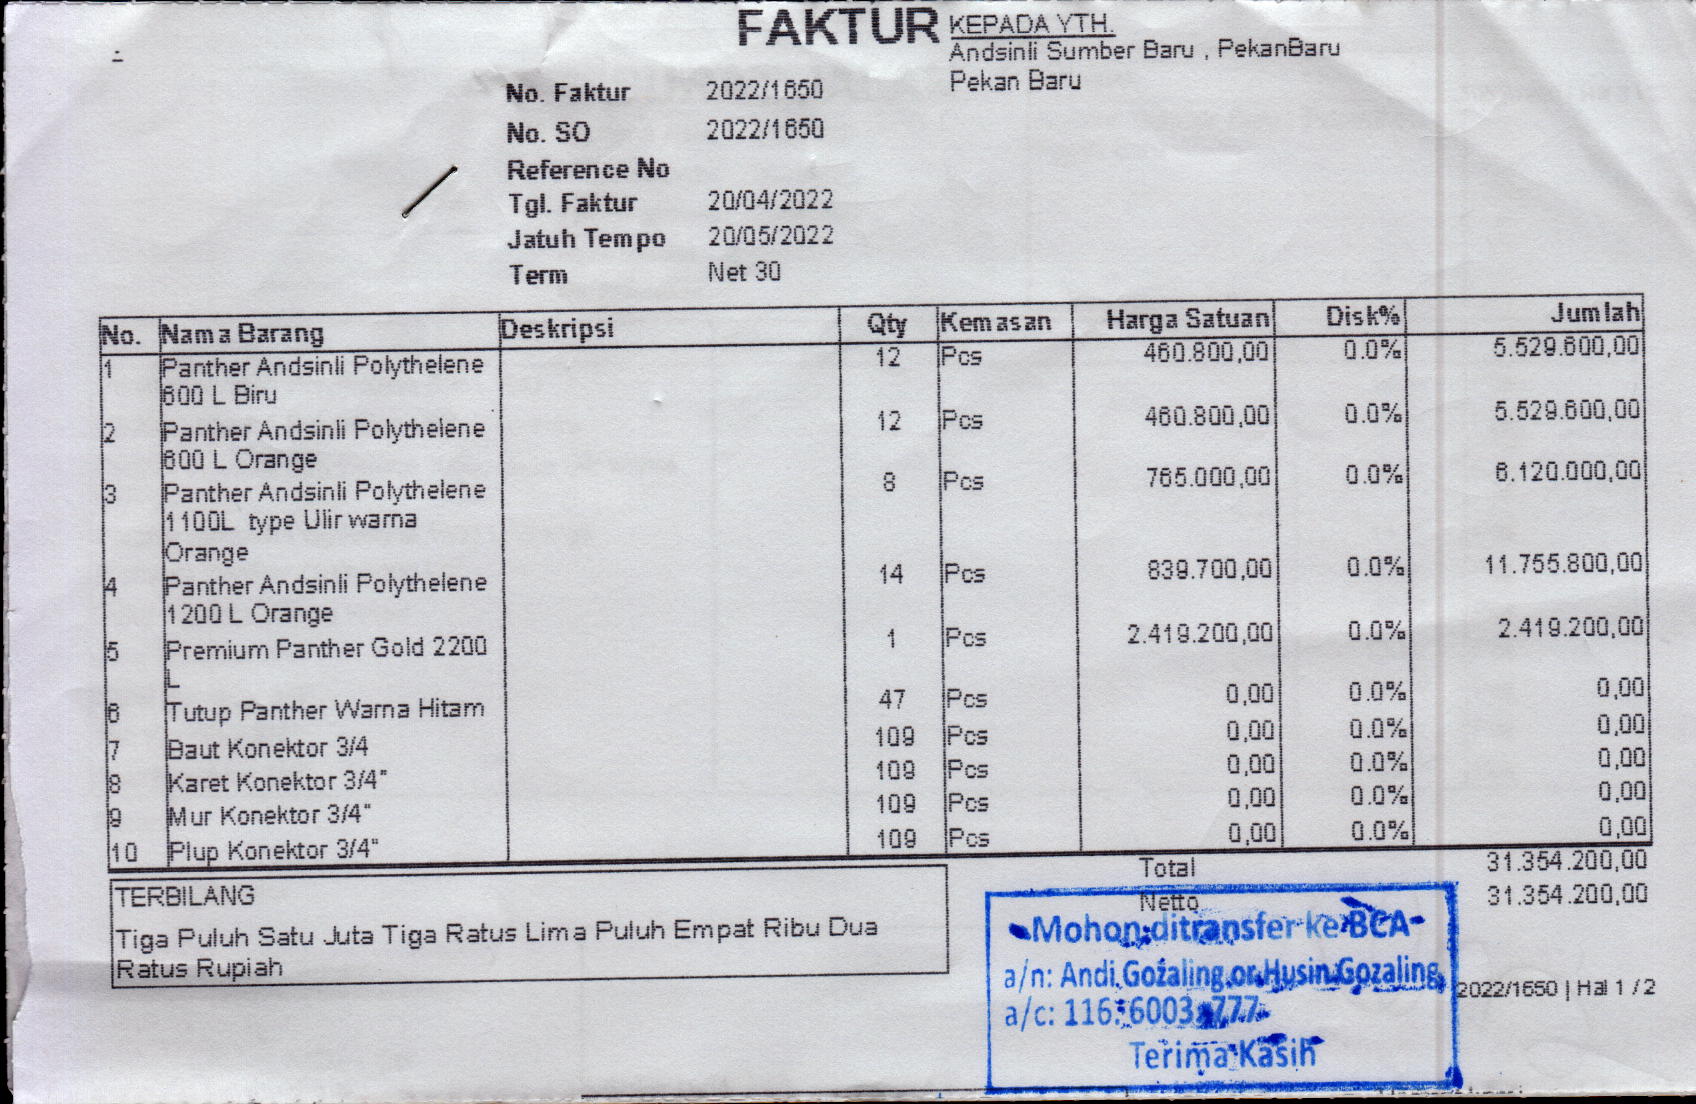 FAKTUR
KEPADA YTH.
Andsinli Sumber Baru , PekanBaru
Pekan Baru
No. Faktur 2022/1650
No. SO 2022/1650
Reference No
Tgl. Faktur 20/04/2022
Jatuh Tempo 20/05/2022
Term Net 30
No. Nama Barang Deskripsi Qty Kemasan Harga Satuan Disk% Jumlah
1 Panther Andsinli Polythelene 12 Pcs 460.800,00 0.0% 5.529.600,00
600 L Biru
2 Panther Andsinli Polythelene 12 Pcs 460.800,00 0.0% 5.529.600,00
600 L Orange
3 Panther Andsinli Polythelene 8 Pcs 765.000,00 0.0% 6.120.000,00
1100L type Ulir warna
Orange
4 Panther Andsinli Polythelene 14 Pcs 839.700,00 0.0% 11.755.800,00
1200 L Orange
5 Premium Panther Gold 2200 1 Pcs 2.419.200,00 0.0% 2.419.200,00
L
6 Tutup Panther Warna Hitam 47 Pcs 0,00 0.0% 0,00
7 Baut Konektor 3/4 109 Pcs 0,00 0.0% 0,00
8 Karet Konektor 3/4" 109 Pcs 0,00 0.0% 0,00
9 Mur Konektor 3/4" 109 Pcs 0,00 0.0% 0,00
10 Plup Konektor 3/4" 109 Pcs 0,00 0.0% 0,00
Total 31.354.200,00
Netto 31.354.200,00
TERBILANG
Tiga Puluh Satu Juta Tiga Ratus Lima Puluh Empat Ribu Dua
Ratus Rupiah
Mohon ditransfer ke BCA
a/n: Andi Gozaling or Husin Gozaling
a/c: 116. 6003 777
Terima Kasih
2022/1650 | Hal 1 / 2